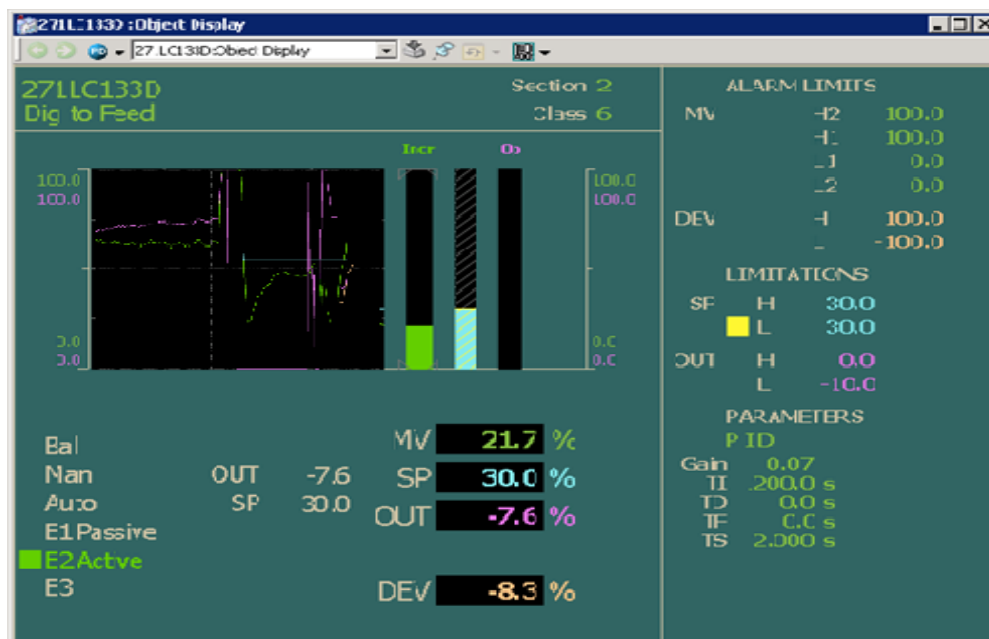 271LC133D :Object Display
271LC133D:Object Display
271LC133D
Dig to Feed
Section 2
Class 6
Incr
100.0
100.0
0.0
0.0
100.0
100.0
0.0
0.0
Bal
Man OUT -7.6
Auto SP 30.0
E1 Passive
E2 Active
E3
MV 21.7 %
SP 30.0 %
OUT -7.6 %
DEV -8.3 %
ALARM LIMITS
MV H2 100.0
H1 100.0
L1 0.0
L2 0.0
DEV H 100.0
L -100.0
LIMITATIONS
SP H 30.0
L 30.0
OUT H 0.0
L -10.0
PARAMETERS
PID
Gain 0.07
TI
TD 0.0 s
TF 0.0 s
TS 2.000 s